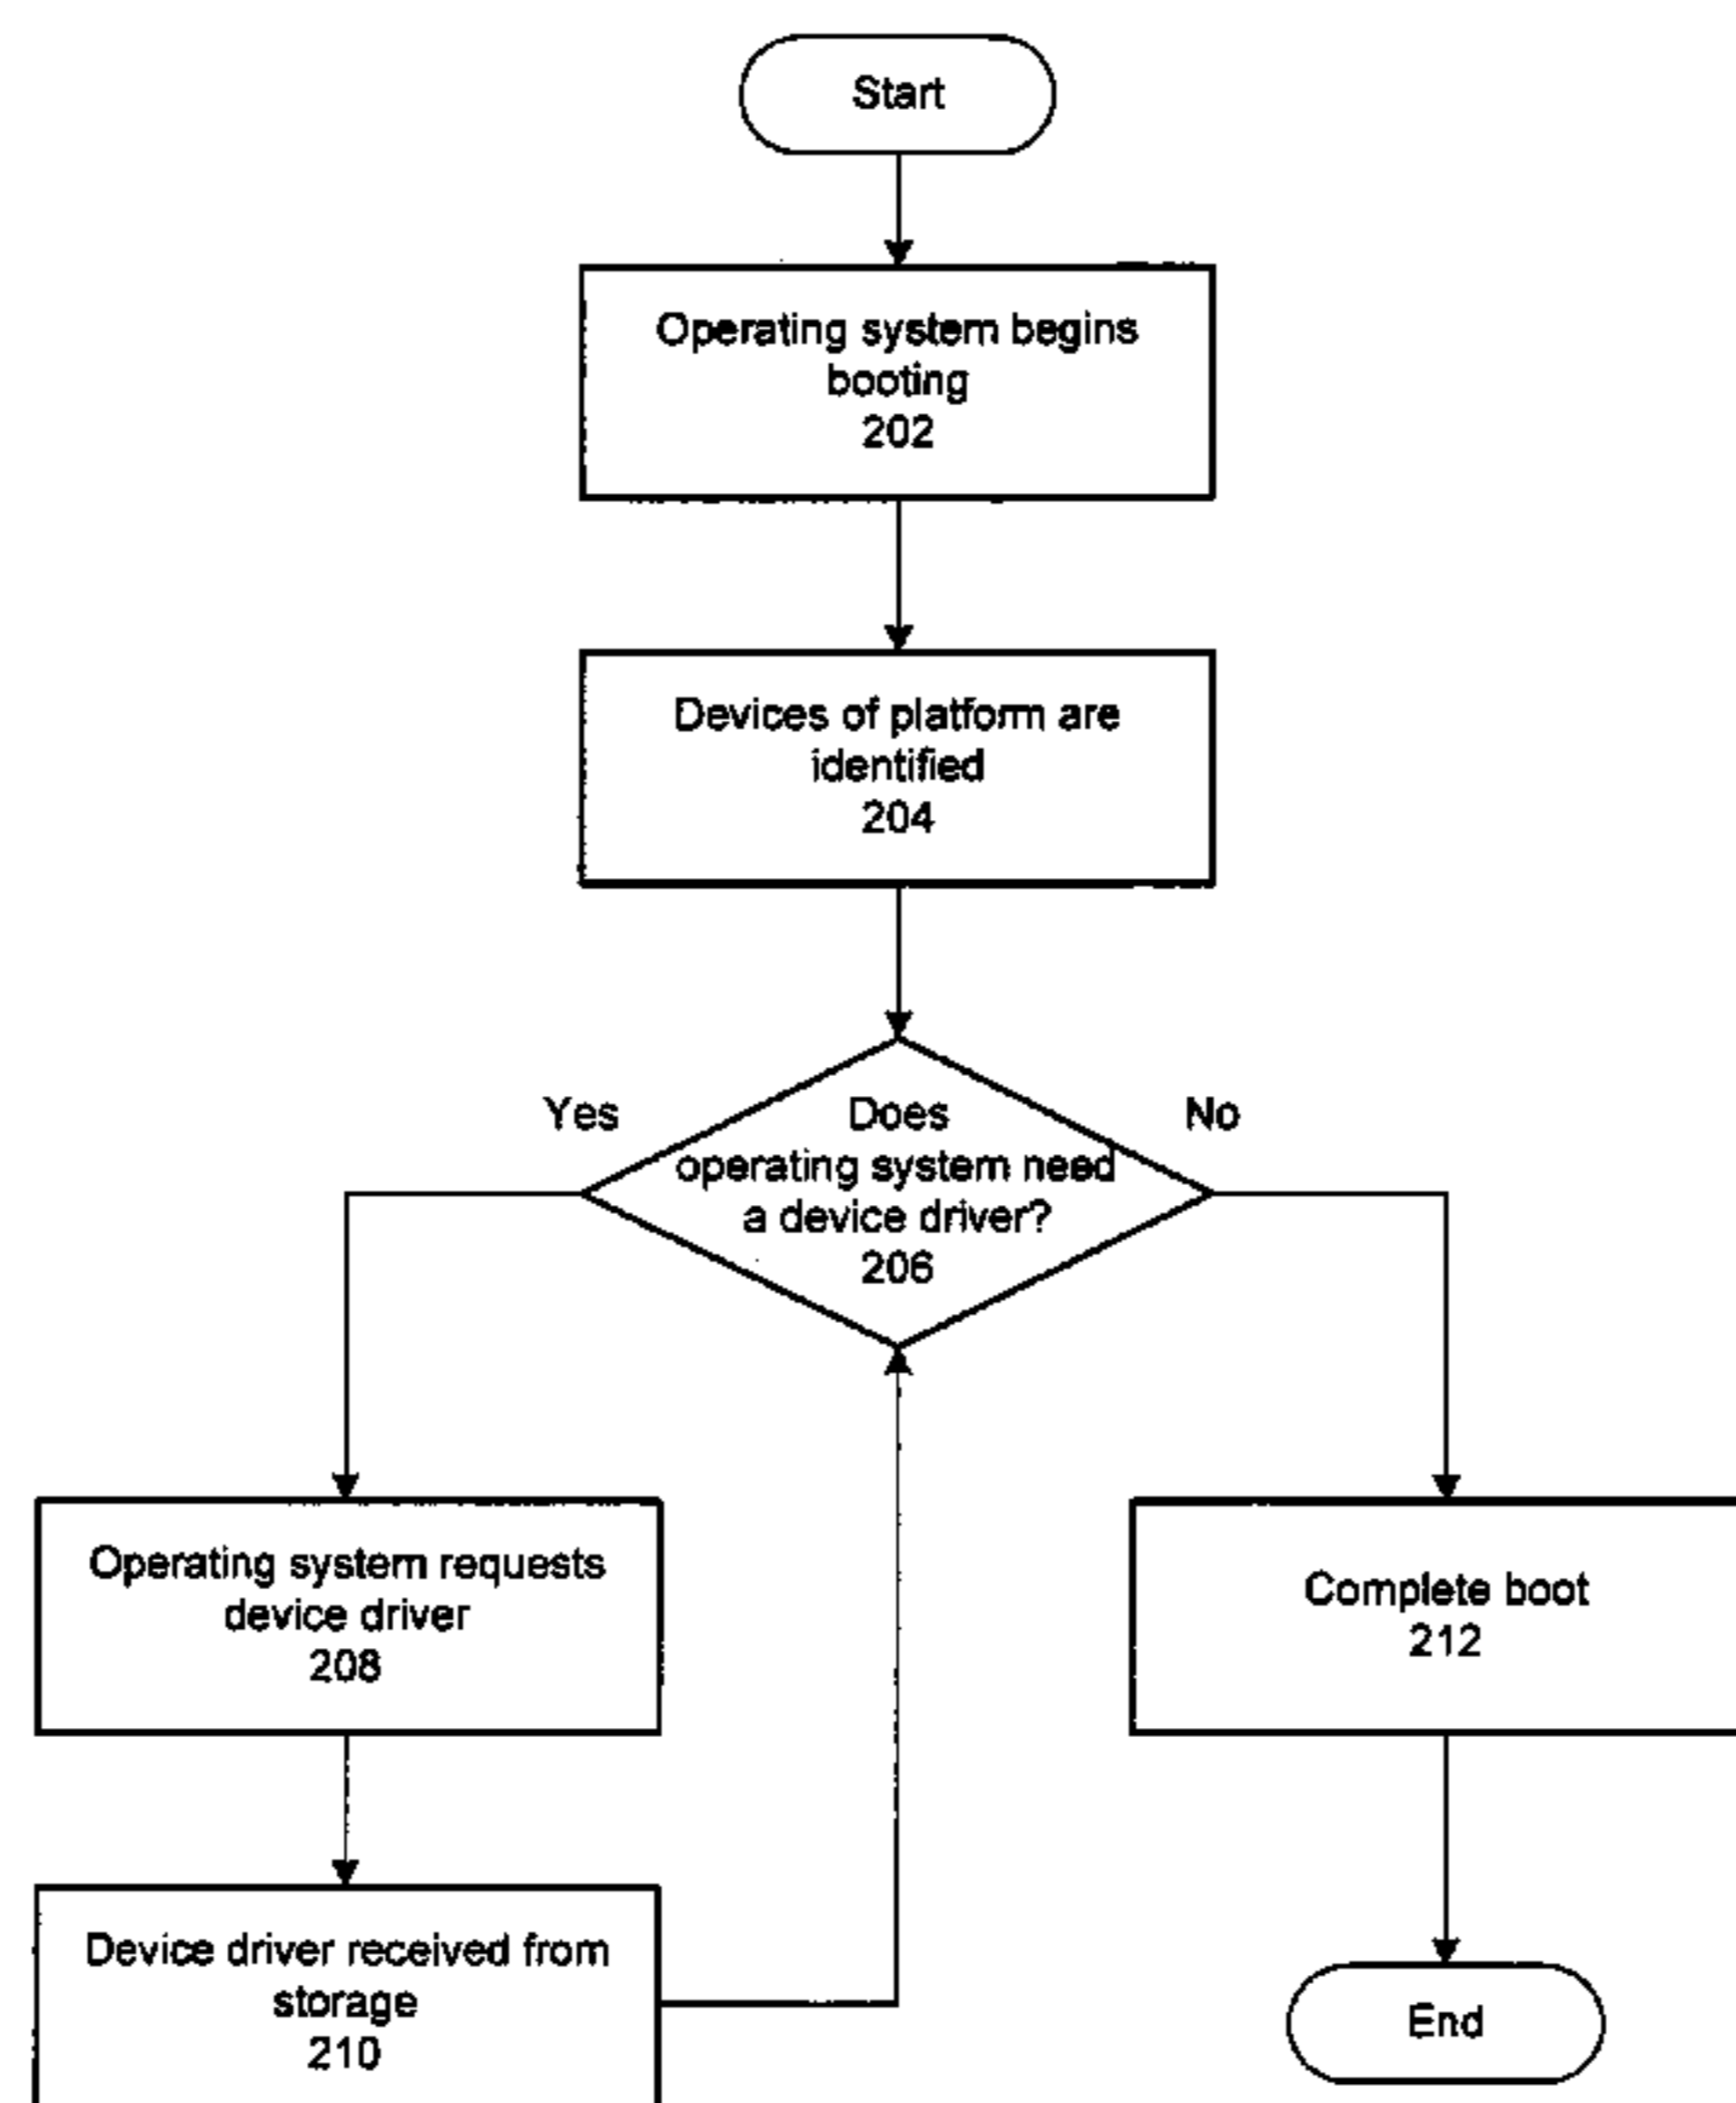 Start
Operating system begins
booting
202
Devices of platform are
identified
204
Yes
Does
operating system need
a device driver?
206
No
Operating system requests
device driver
208
Complete boot
212
Device driver received from
storage
210
End